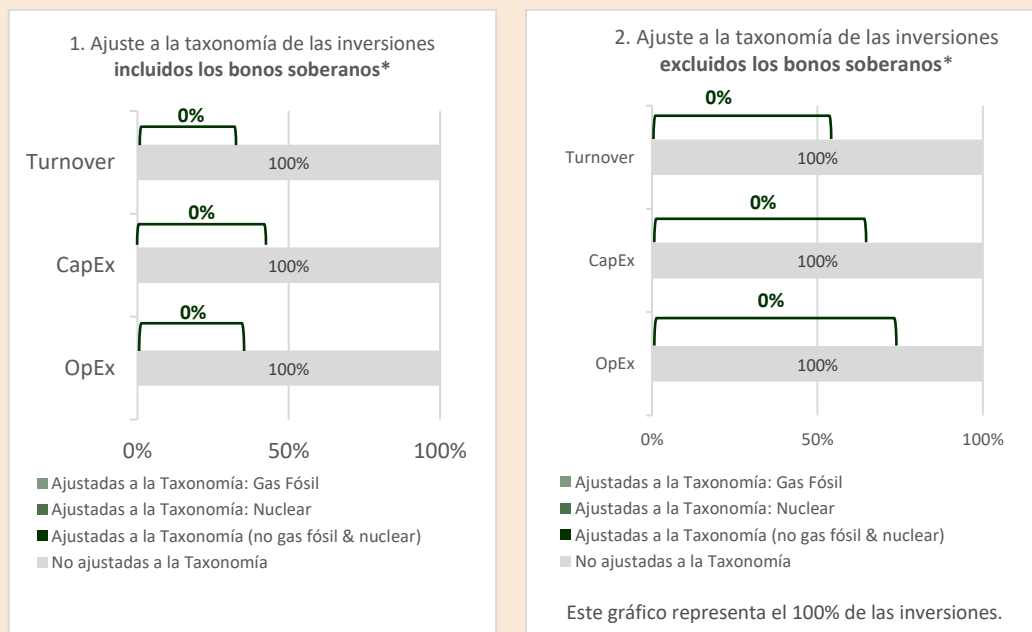 1. Ajuste a la taxonomía de las inversiones
incluidos los bonos soberanos*
0%
Turnover
100%
0%
CapEx
100%
0%
OpEx
100%
0%
50%
100%
Ajustadas a la Taxonomía: Gas Fósil
Ajustadas a la Taxonomía: Nuclear
Ajustadas a la Taxonomía (no gas fósil & nuclear)
No ajustadas a la Taxonomía
2. Ajuste a la taxonomía de las inversiones
excluidos los bonos soberanos*
0%
Turnover
100%
0%
CapEx
100%
0%
OpEx
100%
0%
50%
100%
Ajustadas a la Taxonomía: Gas Fósil
Ajustadas a la Taxonomía: Nuclear
Ajustadas a la Taxonomía (no gas fósil & nuclear)
No ajustadas a la Taxonomía
Este gráfico representa el 100% de las inversiones.